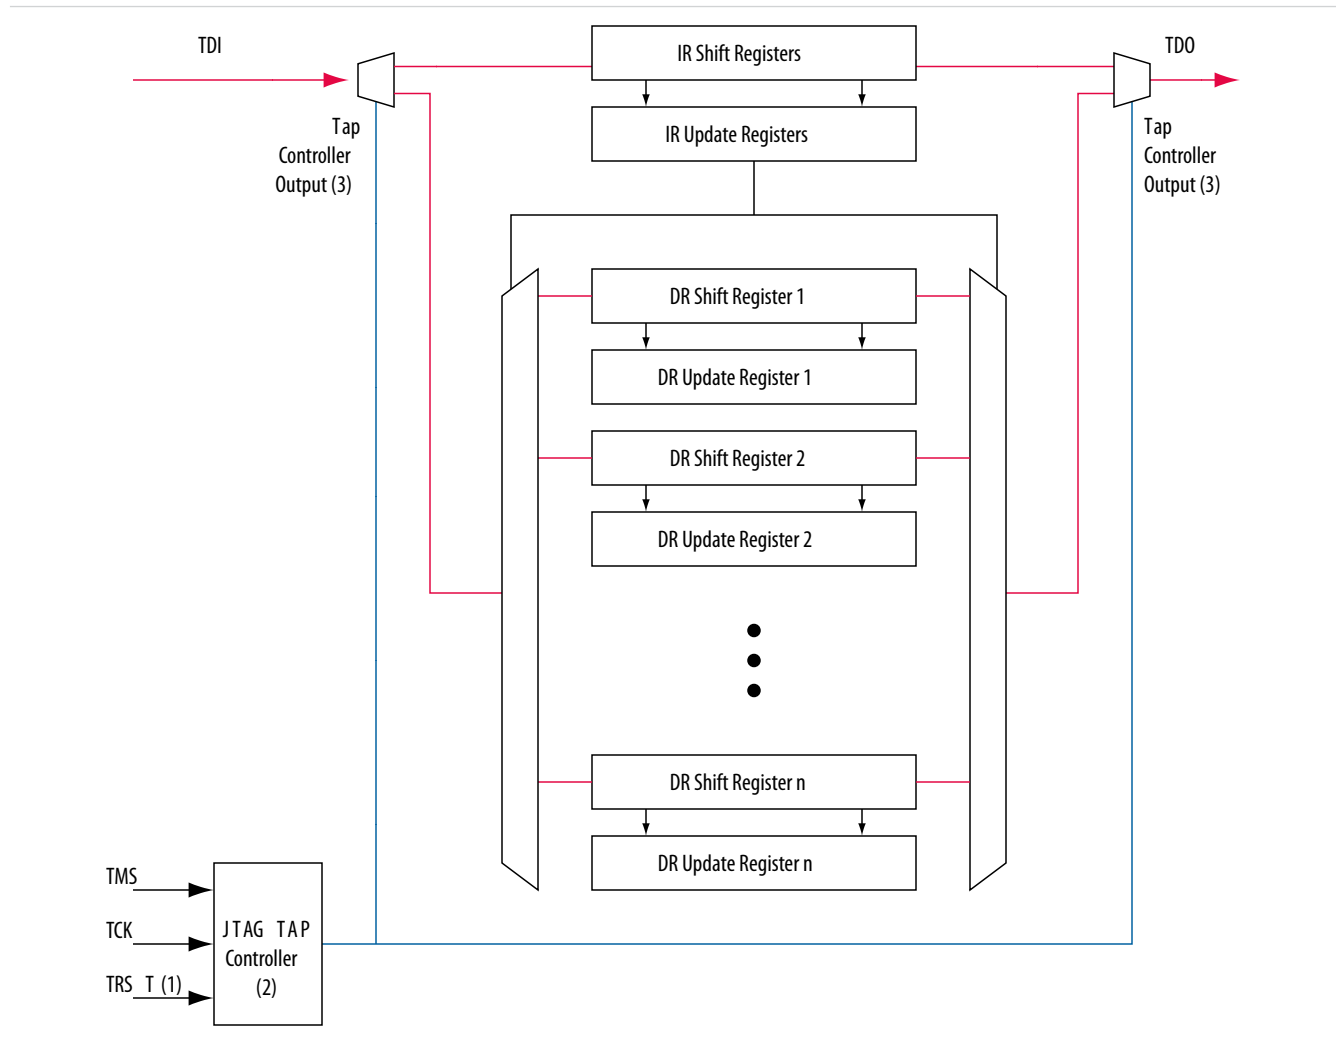 TDI
IR Shift Registers
TDO
IR Update Registers
Tap
Controller
Output (3)
Tap
Controller
Output (3)
DR Shift Register 1
DR Update Register 1
DR Shift Register 2
DR Update Register 2
DR Shift Register n
DR Update Register n
TMS
TCK
TRS T (1)
JTAG TAP
Controller
(2)